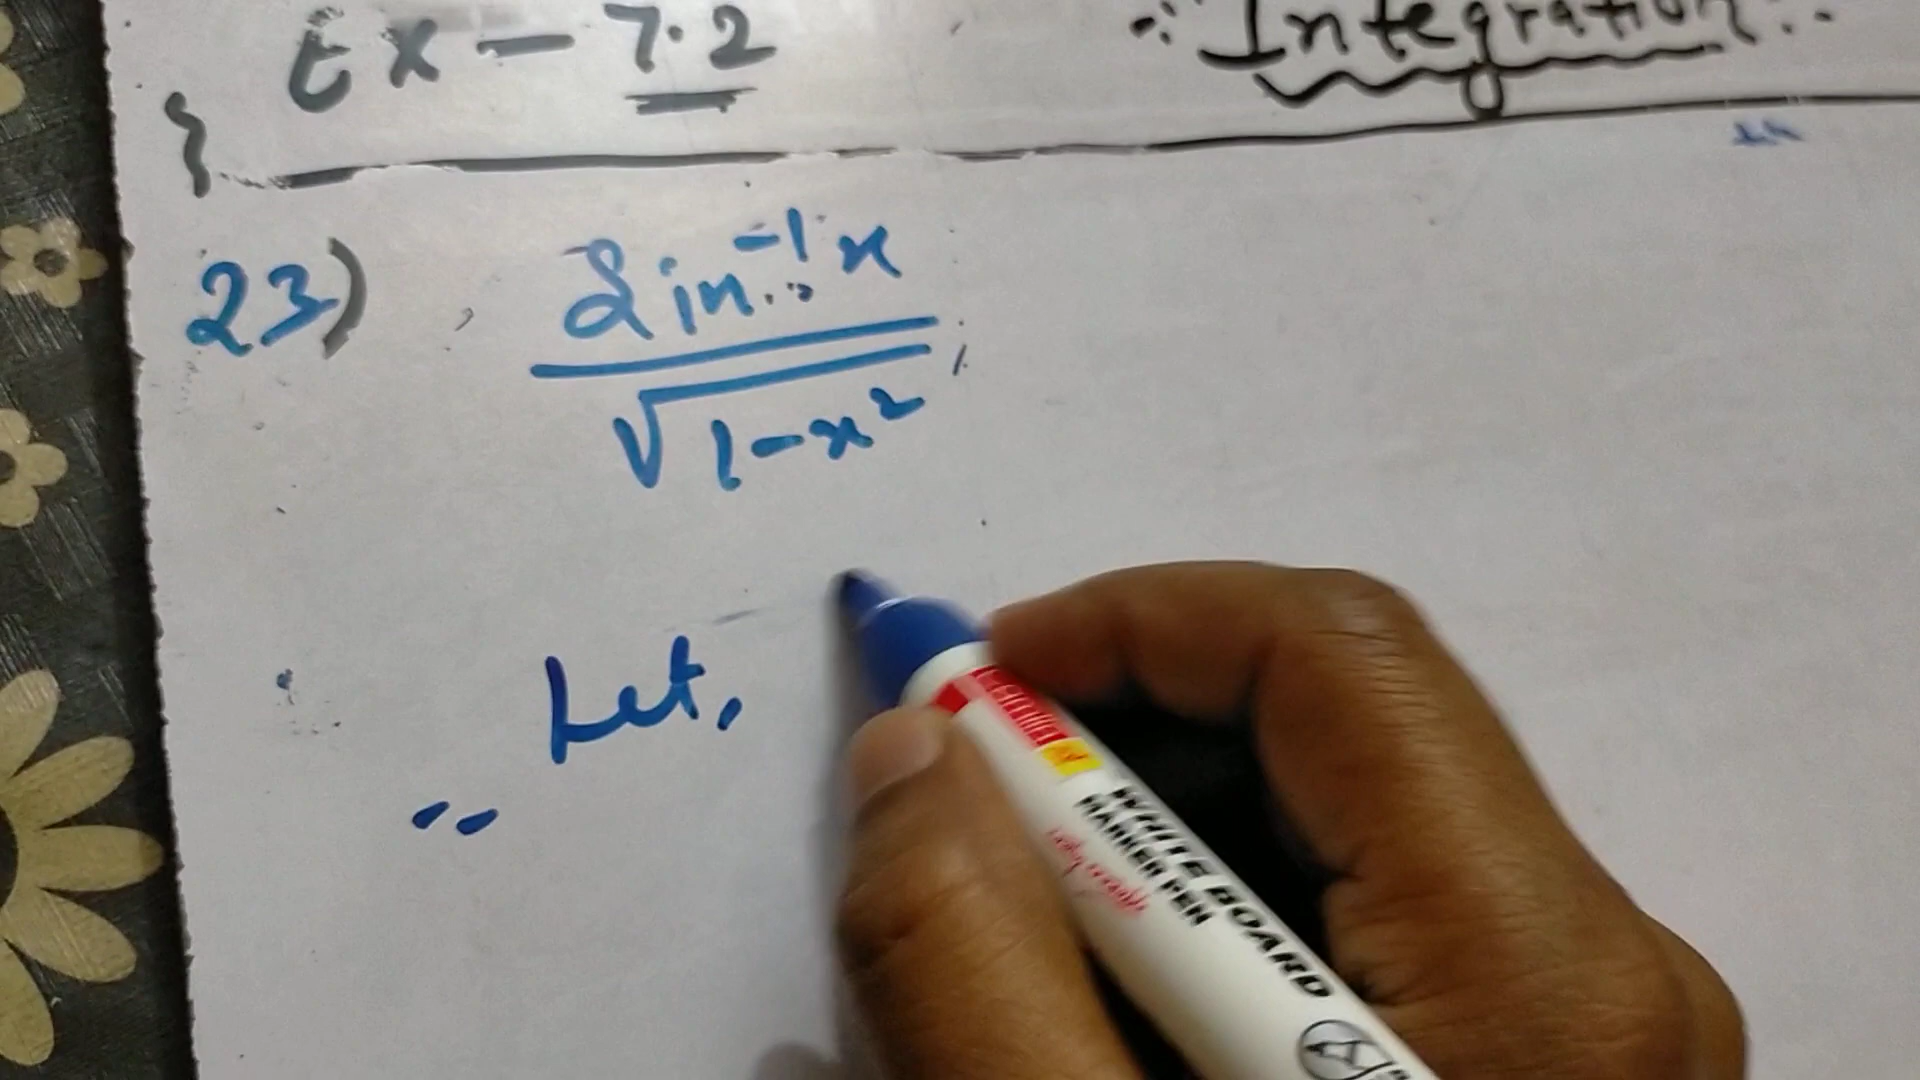 Ex - 7.2
Integration
23) sin⁻¹x
√1-x²
Let,
WHITE BOARD
MARKER PEN